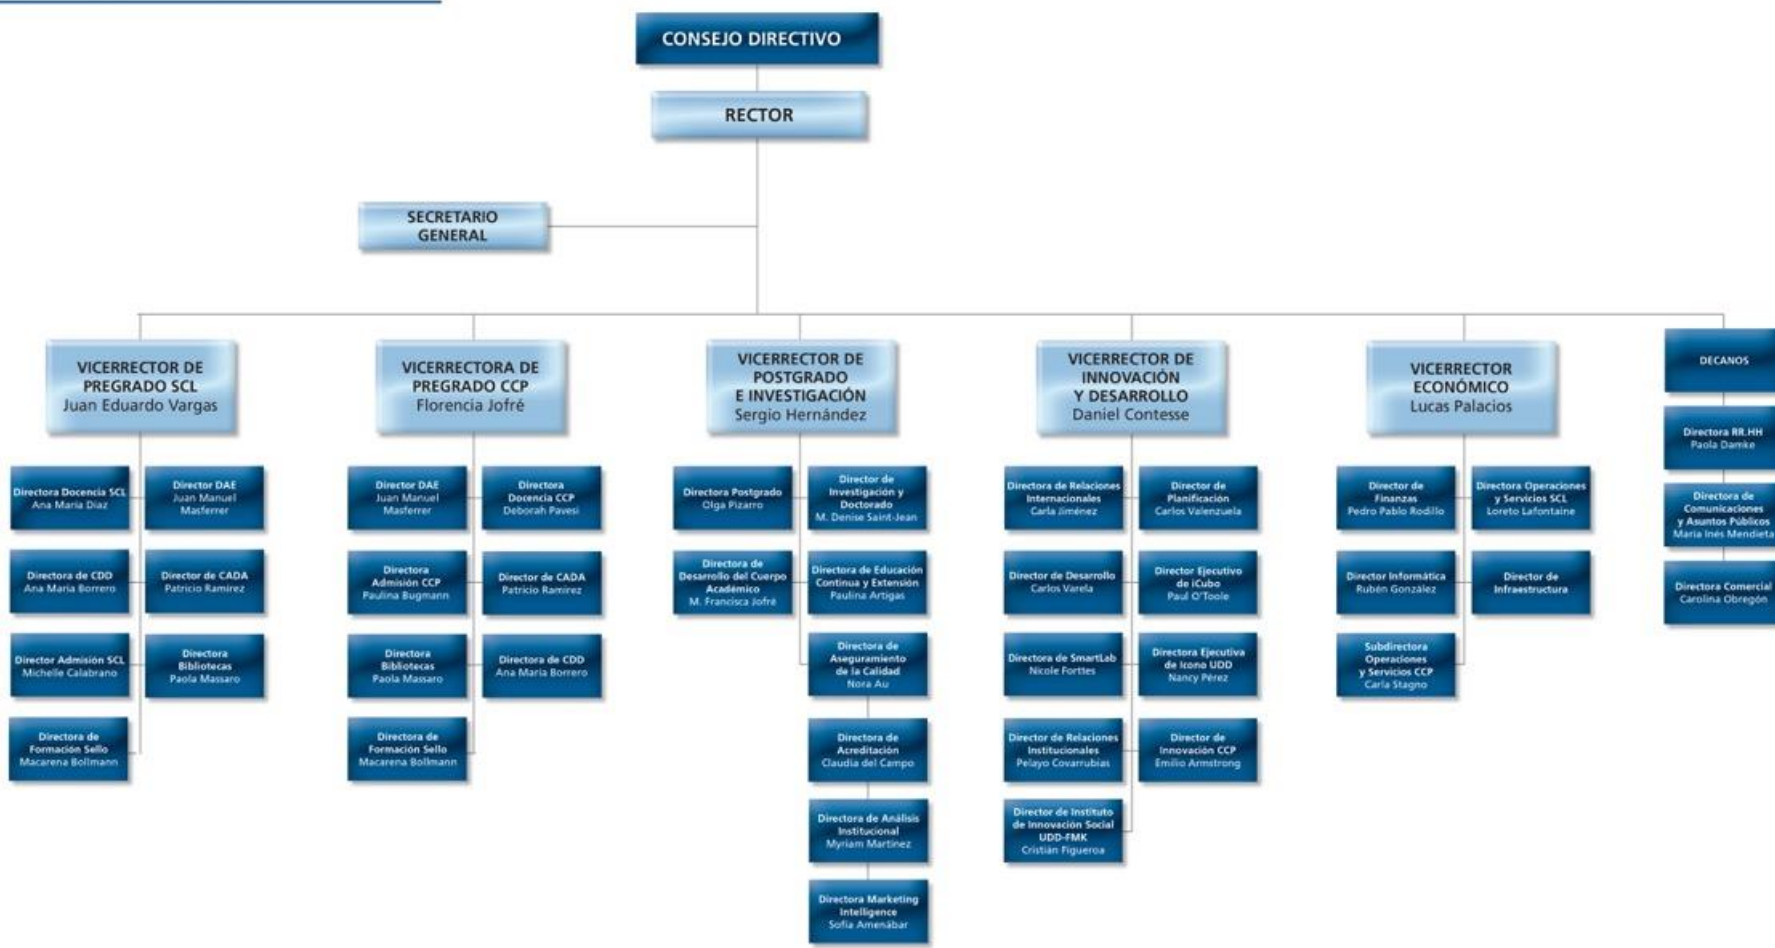 CONSEJO DIRECTIVO
RECTOR
SECRETARIO
GENERAL
VICERRECTOR DE
PREGRADO SCL
Juan Eduardo Vargas
Directora Docencia SCL
Ana María Díaz
Director DAE
Juan Manuel
Masferrer
Directora de CDD
Ana María Borrero
Director de CADA
Patricio Ramírez
Director Admisión SCL
Michelle Calabrano
Directora
Bibliotecas
Paola Massaro
Directora de
Formación Sello
Macarena Bollmann
VICERRECTORA DE
PREGRADO CCP
Florencia Jofré
Director DAE
Juan Manuel
Masferrer
Directora
Docencia CCP
Deborah Pavesi
Directora
Admisión CCP
Paulina Bugmann
Director de CADA
Patricio Ramírez
Directora
Bibliotecas
Paola Massaro
Directora de CDD
Ana María Borrero
Directora de
Formación Sello
Macarena Bollmann
VICERRECTOR DE
POSTGRADO
E INVESTIGACIÓN
Sergio Hernández
Directora Postgrado
Olga Pizarro
Director de
Investigación y
Doctorado
M. Denise Saint-Jean
Directora de
Desarrollo del Cuerpo
Académico
M. Francisca Jofré
Directora de Educación
Continua y Extensión
Paulina Artigas
Directora de
Aseguramiento
de la Calidad
Nora Au
Directora de
Acreditación
Claudia del Campo
Directora de Análisis
Institucional
Myriam Martínez
Directora Marketing
Intelligence
Sofía Amenábar
VICERRECTOR DE
INNOVACIÓN
Y DESARROLLO
Daniel Contesse
Directora de Relaciones
Internacionales
Carla Jiménez
Director de
Planificación
Carlos Valenzuela
Director de Desarrollo
Carlos Varela
Director Ejecutivo
de iCubo
Paul O'Toole
Directora de SmartLab
Nicole Forttes
Directora Ejecutiva
de Icono UDD
Nancy Pérez
Director de Relaciones
Institucionales
Pelayo Covarrubias
Director de
Innovación CCP
Emilio Armstrong
Director de Instituto
de Innovación Social
UDD-FMK
Cristián Figueroa
VICERRECTOR
ECONÓMICO
Lucas Palacios
Director de
Finanzas
Pedro Pablo Rodillo
Directora Operaciones
y Servicios SCL
Loreto Lafontaine
Director Informática
Rubén González
Director de
Infraestructura
Subdirectora
Operaciones
y Servicios CCP
Carla Stagno
DECANOS
Directora RR.HH
Paola Damke
Directora de
Comunicaciones
y Asuntos Públicos
María Inés Mendieta
Directora Comercial
Carolina Obregón